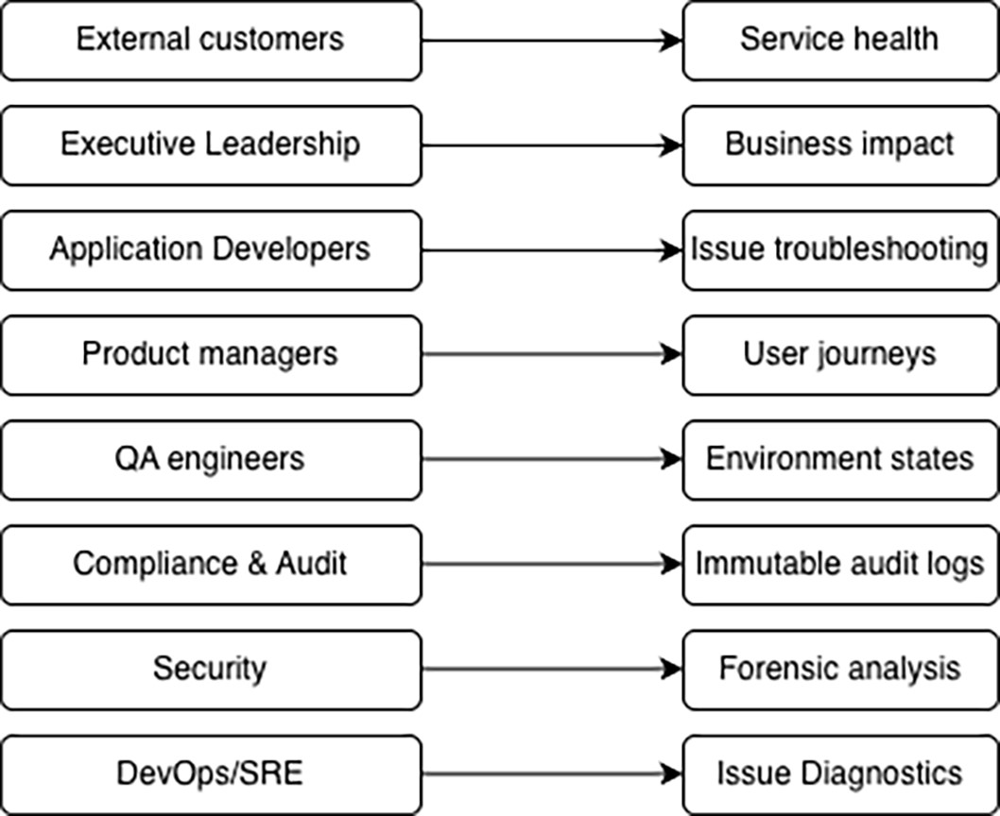 External customers
Service health
Executive Leadership
Business impact
Application Developers
Issue troubleshooting
Product managers
User journeys
QA engineers
Environment states
Compliance & Audit
Immutable audit logs
Security
Forensic analysis
DevOps/SRE
Issue Diagnostics